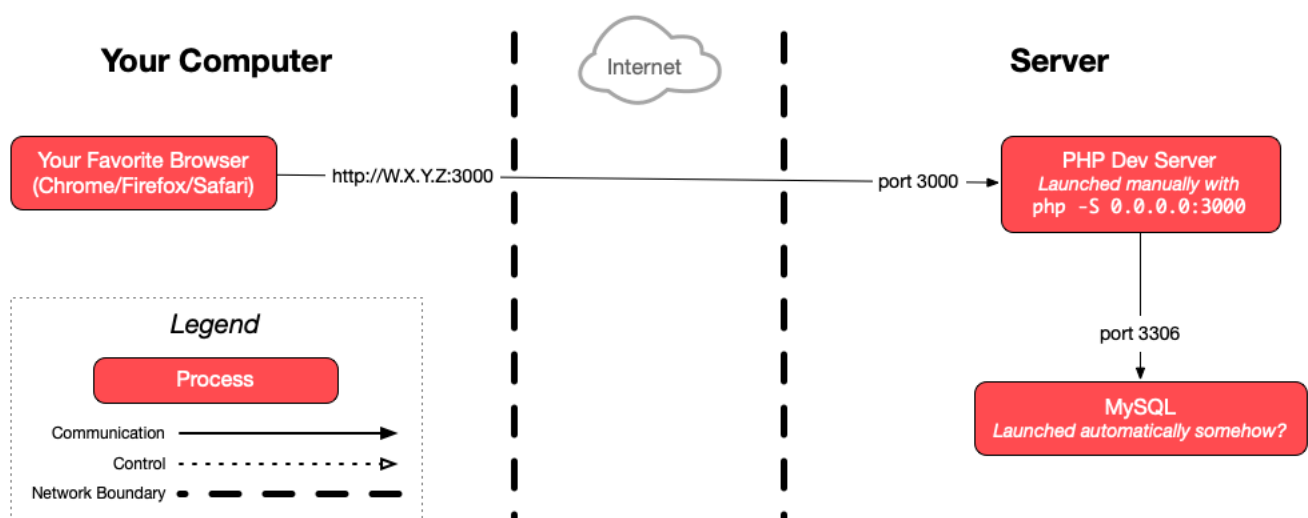 Your Computer
Internet
Server
Your Favorite Browser
(Chrome/Firefox/Safari)
http://W.X.Y.Z:3000
port 3000
PHP Dev Server
Launched manually with
php -S 0.0.0.0:3000
port 3306
MySQL
Launched automatically somehow?
Legend
Process
Communication
Control
Network Boundary